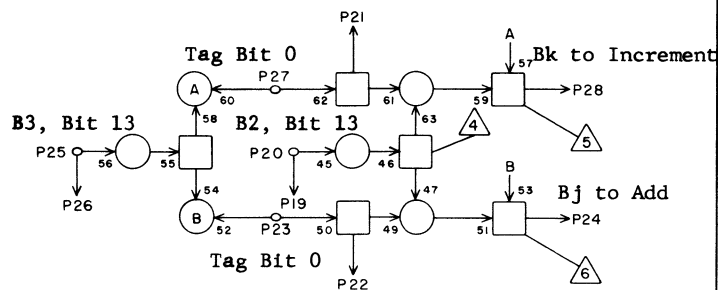 P21
Tag Bit 0
A
Bk to Increment
P27
57
A
60
62
61
59
P28
58
63
B3, Bit 13
B2, Bit 13
4
5
P25
56
55
P20
45
46
54
47
B
53
Bj to Add
P26
P19
B
52
P23
50
49
51
P24
Tag Bit 0
P22
6